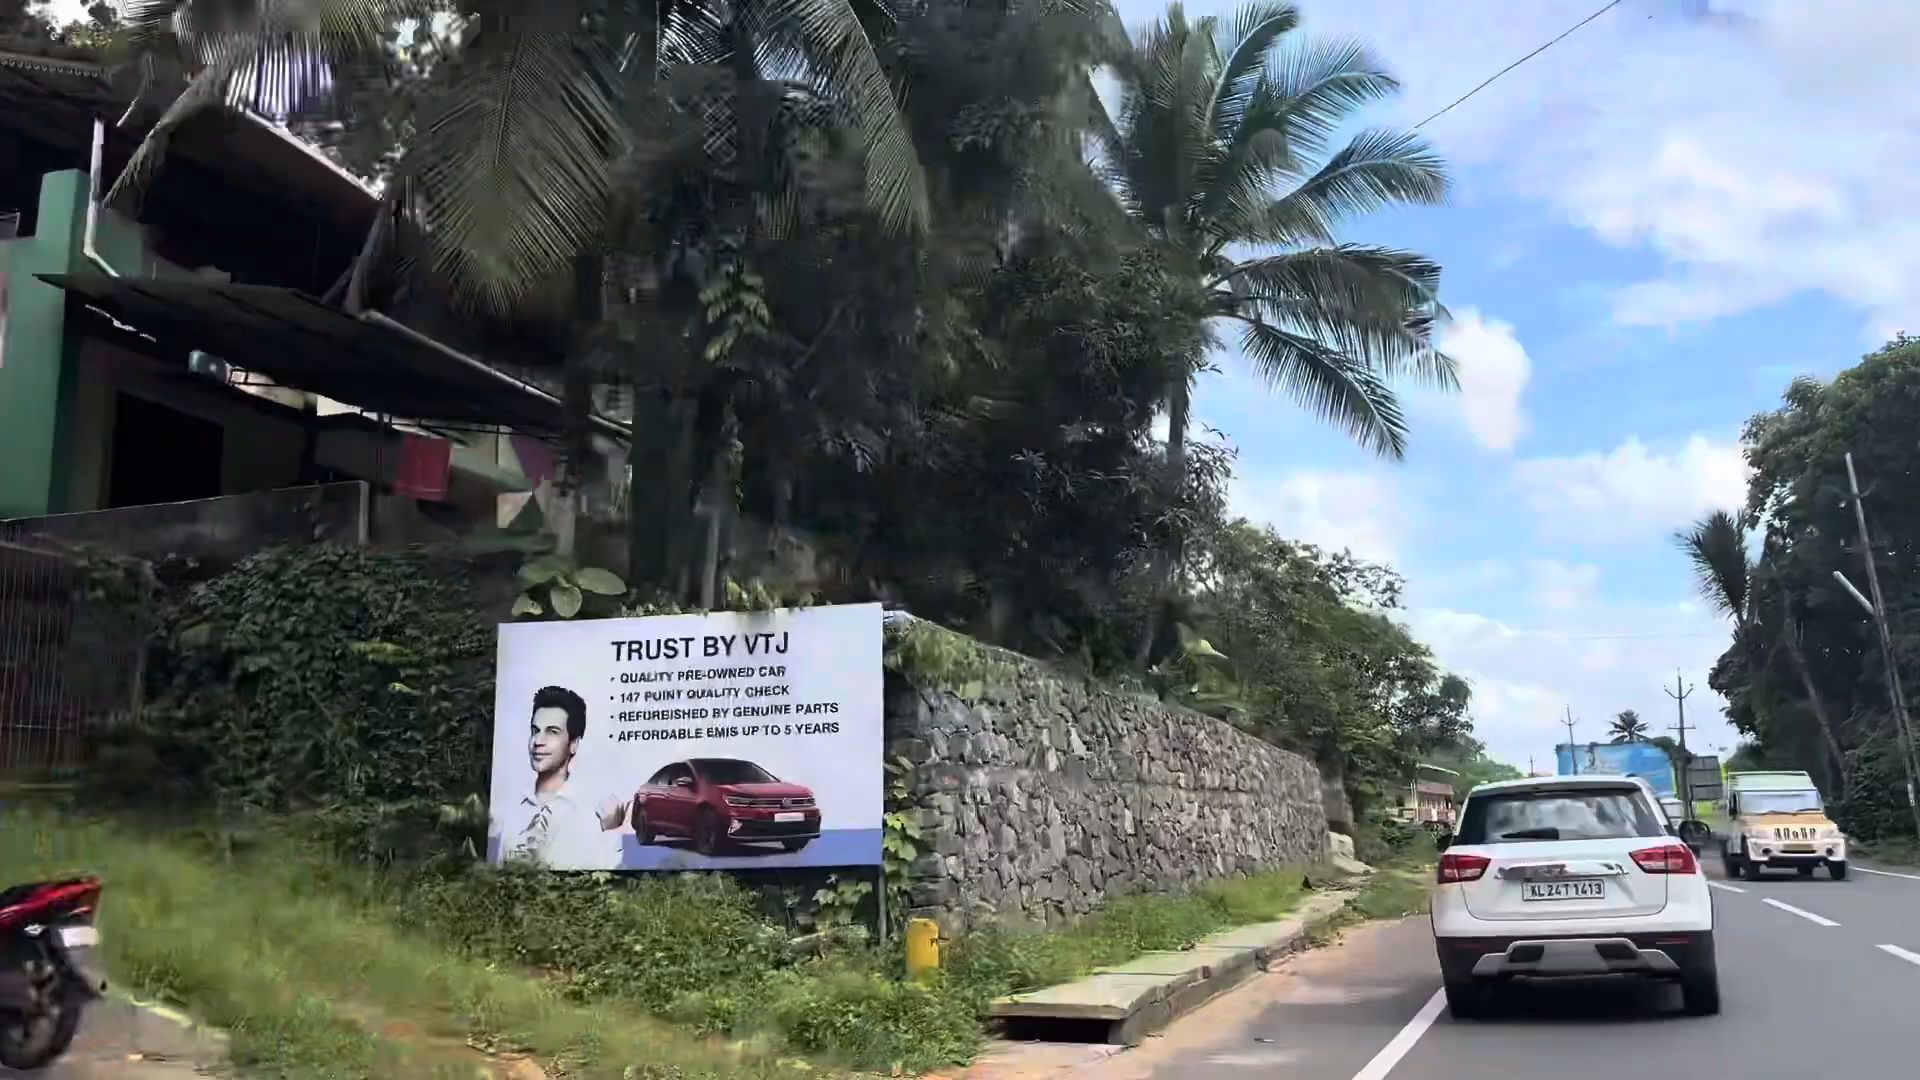 TRUST BY VTJ
• QUALITY PRE-OWNED CAR
• 147 POINT QUALITY CHECK
• REFURBISHED BY GENUINE PARTS
• AFFORDABLE EMIS UP TO 5 YEARS
KL 24 T 1413